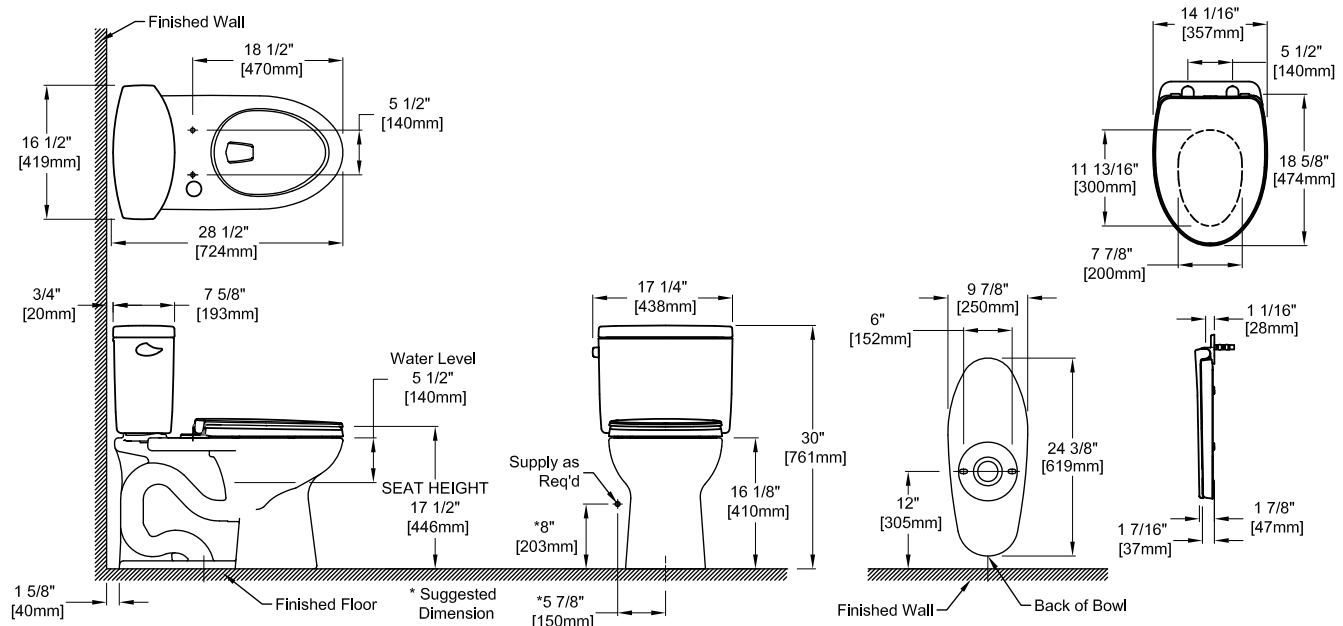 Finished Wall
18 1/2"
[470mm]
5 1/2"
[140mm]
16 1/2"
[419mm]
28 1/2"
[724mm]
14 1/16"
[357mm]
5 1/2"
[140mm]
11 13/16"
[300mm]
18 5/8"
[474mm]
7 7/8"
[200mm]
3/4"
[20mm]
7 5/8"
[193mm]
Water Level
5 1/2"
[140mm]
SEAT HEIGHT
17 1/2"
[446mm]
1 5/8"
[40mm]
Finished Floor
* Suggested
Dimension
17 1/4"
[438mm]
30"
[761mm]
16 1/8"
[410mm]
Supply as
Req'd
*8"
[203mm]
*5 7/8"
[150mm]
9 7/8"
[250mm]
6"
[152mm]
24 3/8"
[619mm]
12"
[305mm]
Finished Wall
Back of Bowl
1 1/16"
[28mm]
1 7/8"
[47mm]
1 7/16"
[37mm]